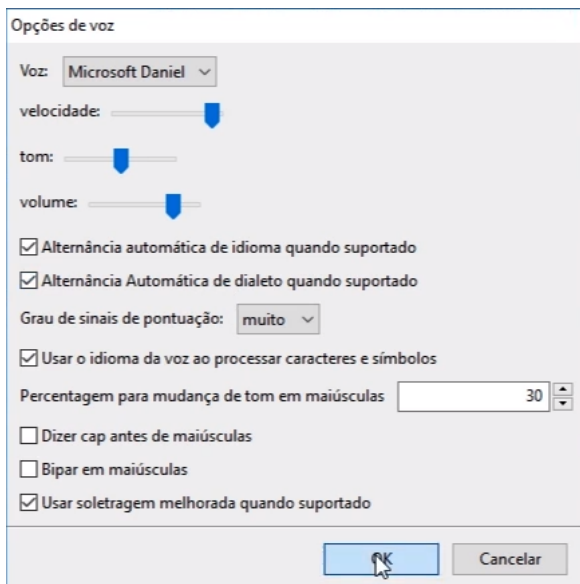 Opções de voz
Voz: Microsoft Daniel
velocidade:
tom:
volume:
Alternância automática de idioma quando suportado
Alternância Automática de dialeto quando suportado
Grau de sinais de pontuação: muito
Usar o idioma da voz ao processar caracteres e símbolos
Percentagem para mudança de tom em maiúsculas 30
Dizer cap antes de maiúsculas
Bipar em maiúsculas
Usar soletragem melhorada quando suportado
OK Cancelar